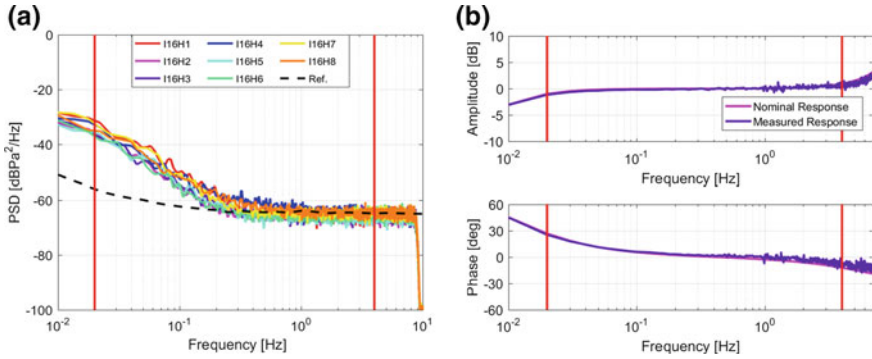 (a)
0
-20
-40
-60
-80
-100
PSD [dBPa²/Hz]
I16H1 I16H4 I16H7
I16H2 I16H5 I16H8
I16H3 I16H6 Ref.
10⁻² 10⁻¹ 10⁰ 10¹
Frequency [Hz]
(b)
10
5
0
-5
-10
Amplitude [dB]
Nominal Response
Measured Response
10⁻² 10⁻¹ 10⁰
Frequency [Hz]
60
30
0
-30
-60
Phase [deg]
10⁻² 10⁻¹ 10⁰
Frequency [Hz]